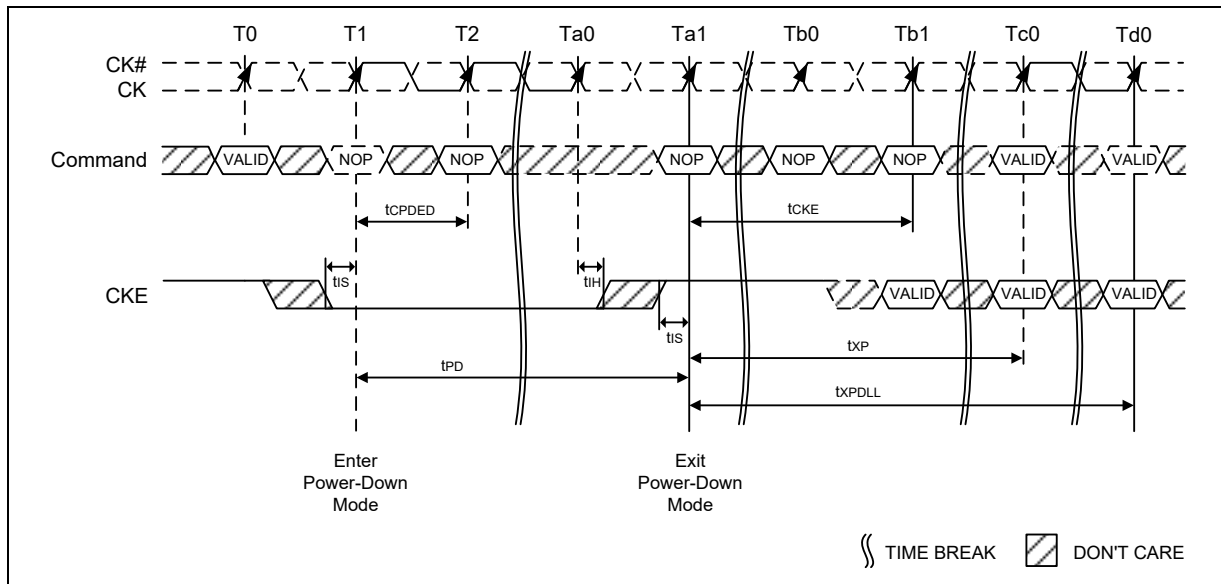 T0 T1 T2 Ta0 Ta1 Tb0 Tb1 Tc0 Td0
CK#
CK
Command VALID NOP NOP NOP NOP NOP VALID VALID
tCPDED tCKE
tIS tIH
CKE VALID VALID VALID
tIS
tXP
tPD
tXPDLL
Enter
Power-Down
Mode
Exit
Power-Down
Mode
TIME BREAK DON'T CARE